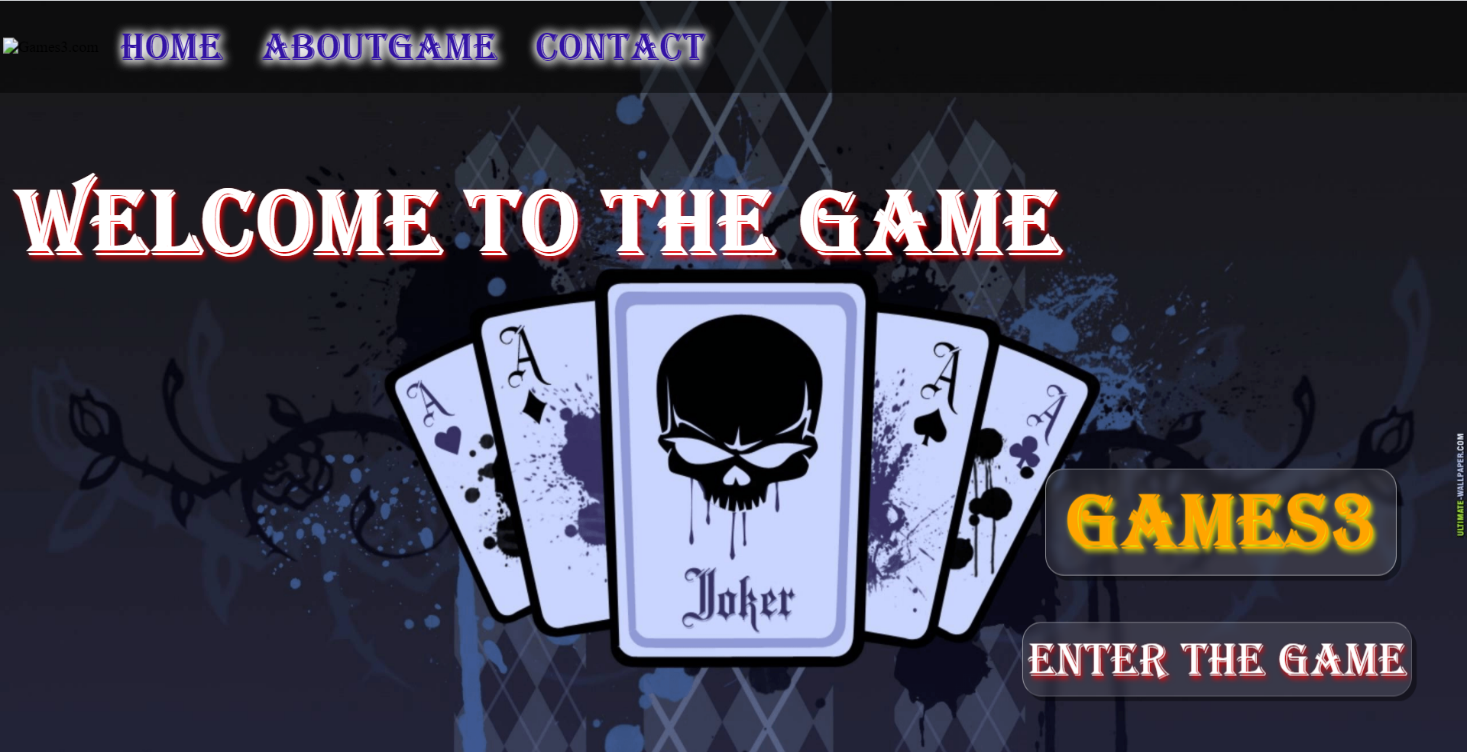 Games3.com HOME ABOUTGAME CONTACT
WELCOME TO THE GAME
A A A A
Joker
GAMES3
ENTER THE GAME
ULTIMATE-WALLPAPER.COM